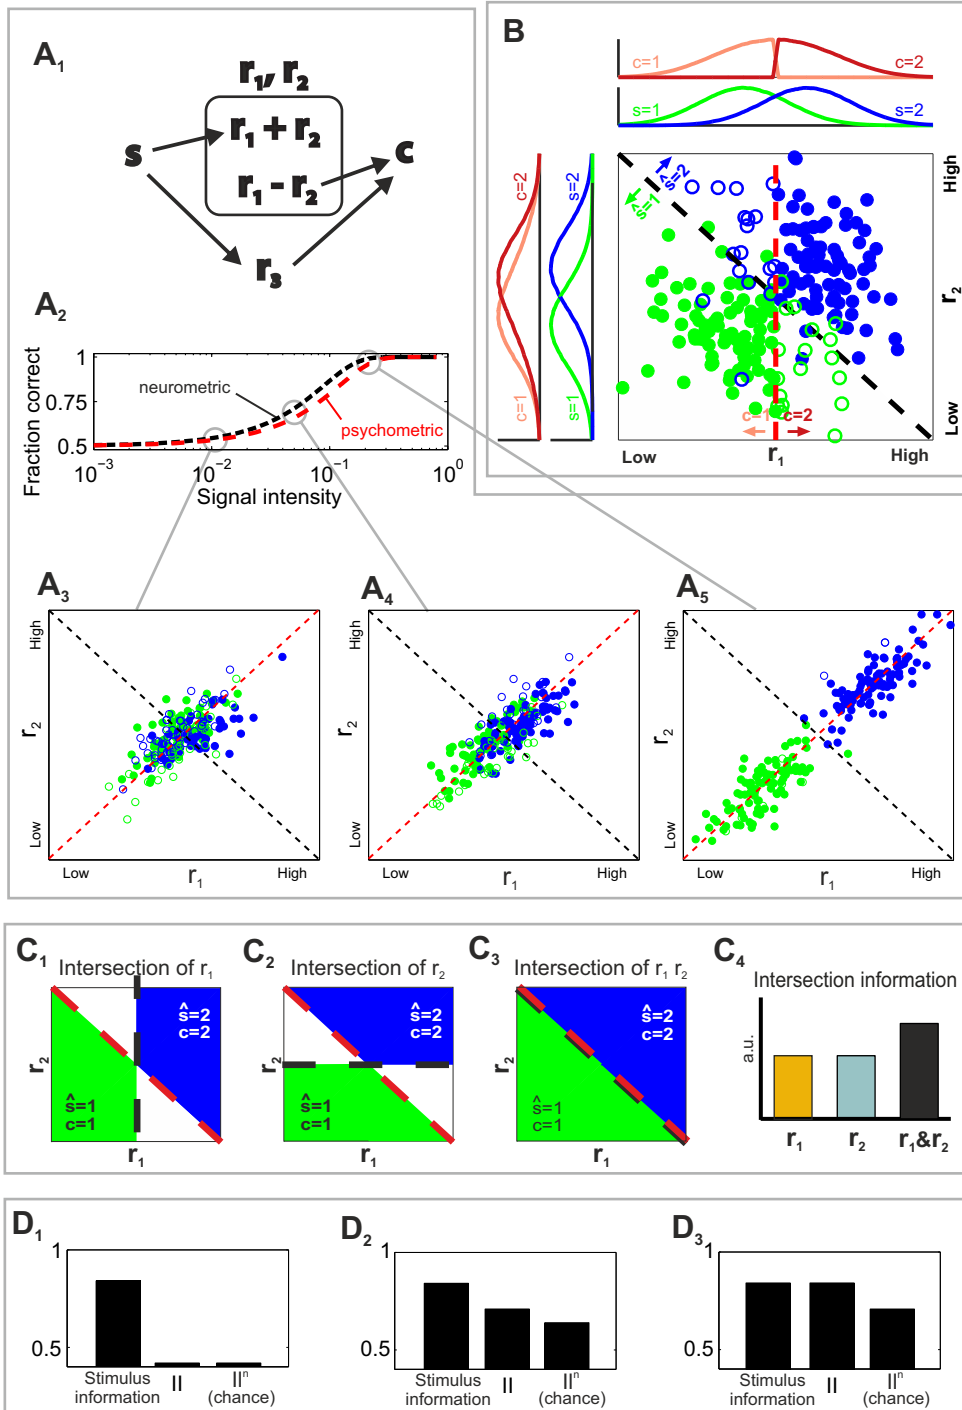 A1
r1, r2
r1 + r2
s
c
r1 - r2
r3
A2
Fraction correct
1
0.75
0.5
neurometric
psychometric
10^-3
10^-2
10^-1
10^0
Signal intensity
B
c=1
c=2
s=1
s=2
c=2
c=1
s=2
s=1
ŝ=2
ŝ=1
c=1
c=2
High
r2
Low
Low
r1
High
A3
High
r2
Low
Low
r1
High
A4
High
r2
Low
Low
r1
High
A5
High
r2
Low
Low
r1
High
C1
Intersection of r1
ŝ=2
c=2
ŝ=1
c=1
r2
r1
C2
Intersection of r2
ŝ=2
c=2
ŝ=1
c=1
r2
r1
C3
Intersection of r1 r2
ŝ=2
c=2
ŝ=1
c=1
r2
r1
C4
Intersection information
a.u.
r1
r2
r1&r2
D1
1
0.5
Stimulus
information
II
II^n
(chance)
D2
1
0.5
Stimulus
information
II
II^n
(chance)
D3
1
0.5
Stimulus
information
II
II^n
(chance)